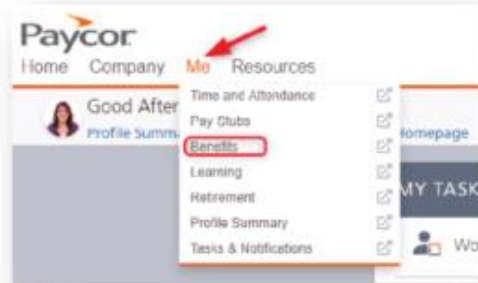 Paycor
Home Company Me Resources
Good After
Profile Summ
Time and Attendance
Pay Stubs
Benefits
Learning
Retirement
Profile Summary
Tasks & Notifications
Homepage
MY TASK
Wo